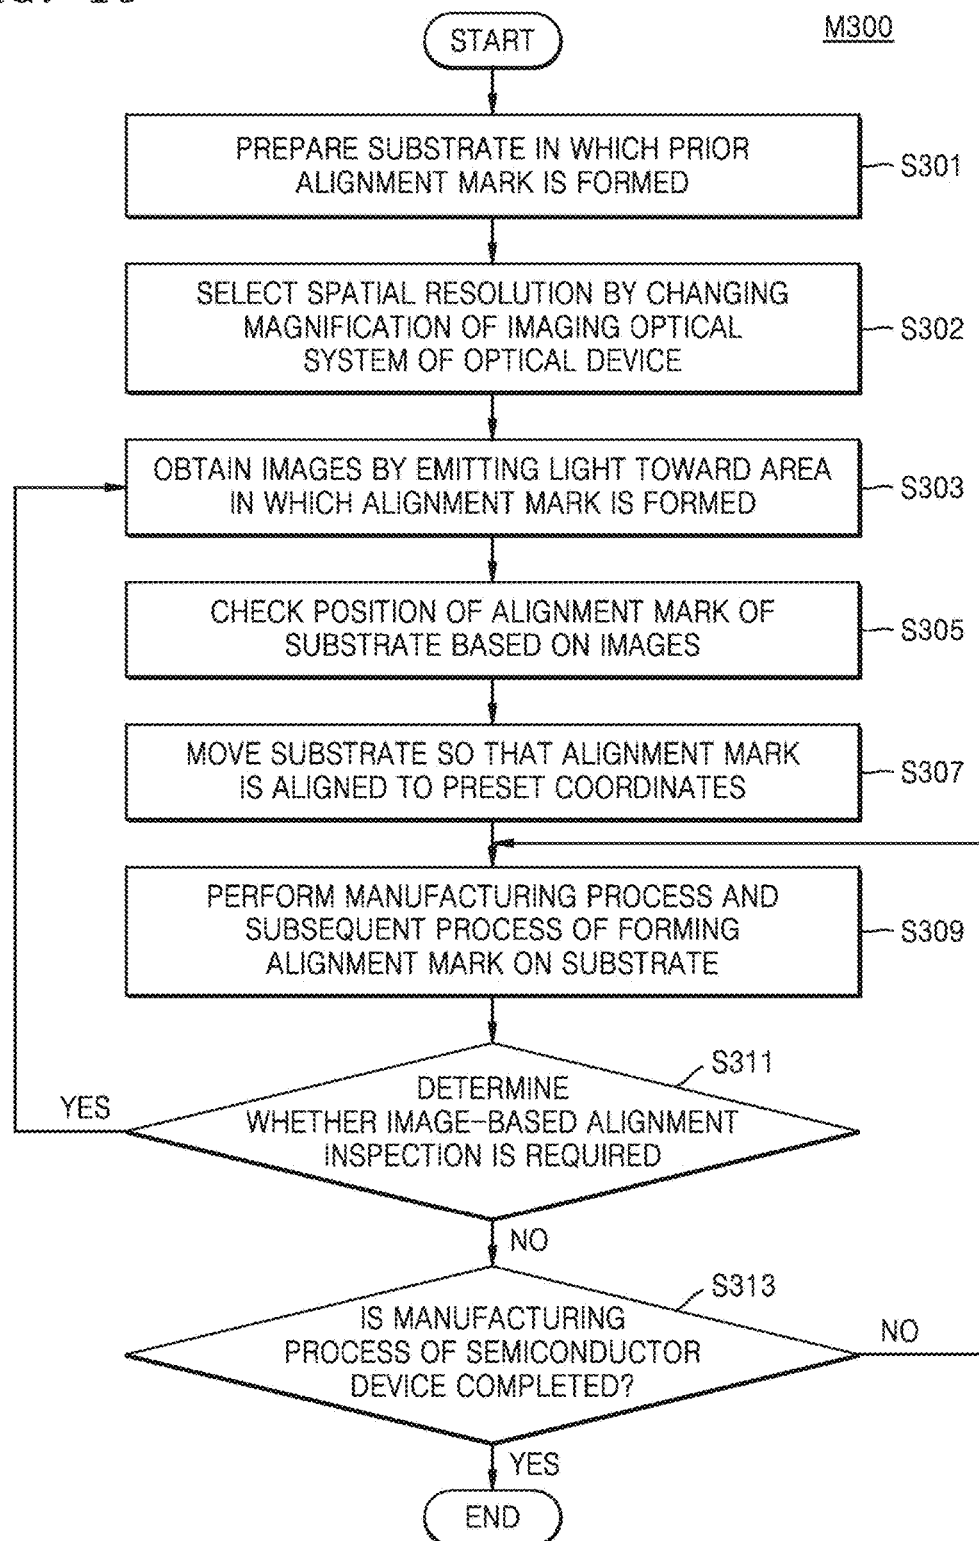 START
M300
PREPARE SUBSTRATE IN WHICH PRIOR
ALIGNMENT MARK IS FORMED
S301
SELECT SPATIAL RESOLUTION BY CHANGING
MAGNIFICATION OF IMAGING OPTICAL
SYSTEM OF OPTICAL DEVICE
S302
OBTAIN IMAGES BY EMITTING LIGHT TOWARD AREA
IN WHICH ALIGNMENT MARK IS FORMED
S303
CHECK POSITION OF ALIGNMENT MARK OF
SUBSTRATE BASED ON IMAGES
S305
MOVE SUBSTRATE SO THAT ALIGNMENT MARK
IS ALIGNED TO PRESET COORDINATES
S307
PERFORM MANUFACTURING PROCESS AND
SUBSEQUENT PROCESS OF FORMING
ALIGNMENT MARK ON SUBSTRATE
S309
S311
DETERMINE
WHETHER IMAGE-BASED ALIGNMENT
INSPECTION IS REQUIRED
YES
NO
S313
IS MANUFACTURING
PROCESS OF SEMICONDUCTOR
DEVICE COMPLETED?
NO
YES
END